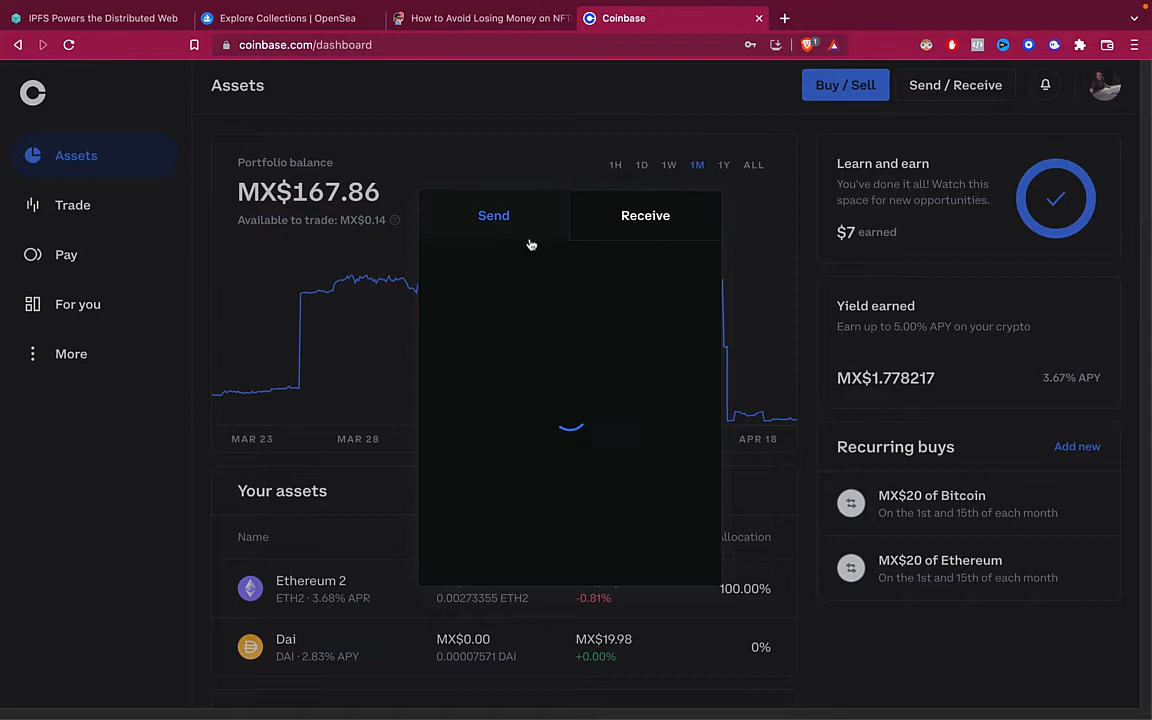 IPFS Powers the Distributed Web
Explore Collections | OpenSea
How to Avoid Losing Money on NFT
Coinbase
coinbase.com/dashboard
1
Assets
Buy / Sell
Send / Receive
Assets
Trade
Pay
For you
More
Portfolio balance
1H 1D 1W 1M 1Y ALL
MX$167.86
Available to trade: MX$0.14
Send
Receive
MAR 23
MAR 28
APR 18
Your assets
Name
Allocation
Ethereum 2
ETH2 · 3.68% APR
0.00273355 ETH2
-0.81%
100.00%
Dai
DAI · 2.83% APY
MX$0.00
0.00007571 DAI
MX$19.98
+0.00%
0%
Learn and earn
You've done it all! Watch this
space for new opportunities.
$7 earned
Yield earned
Earn up to 5.00% APY on your crypto
MX$1.778217
3.67% APY
Recurring buys
Add new
MX$20 of Bitcoin
On the 1st and 15th of each month
MX$20 of Ethereum
On the 1st and 15th of each month